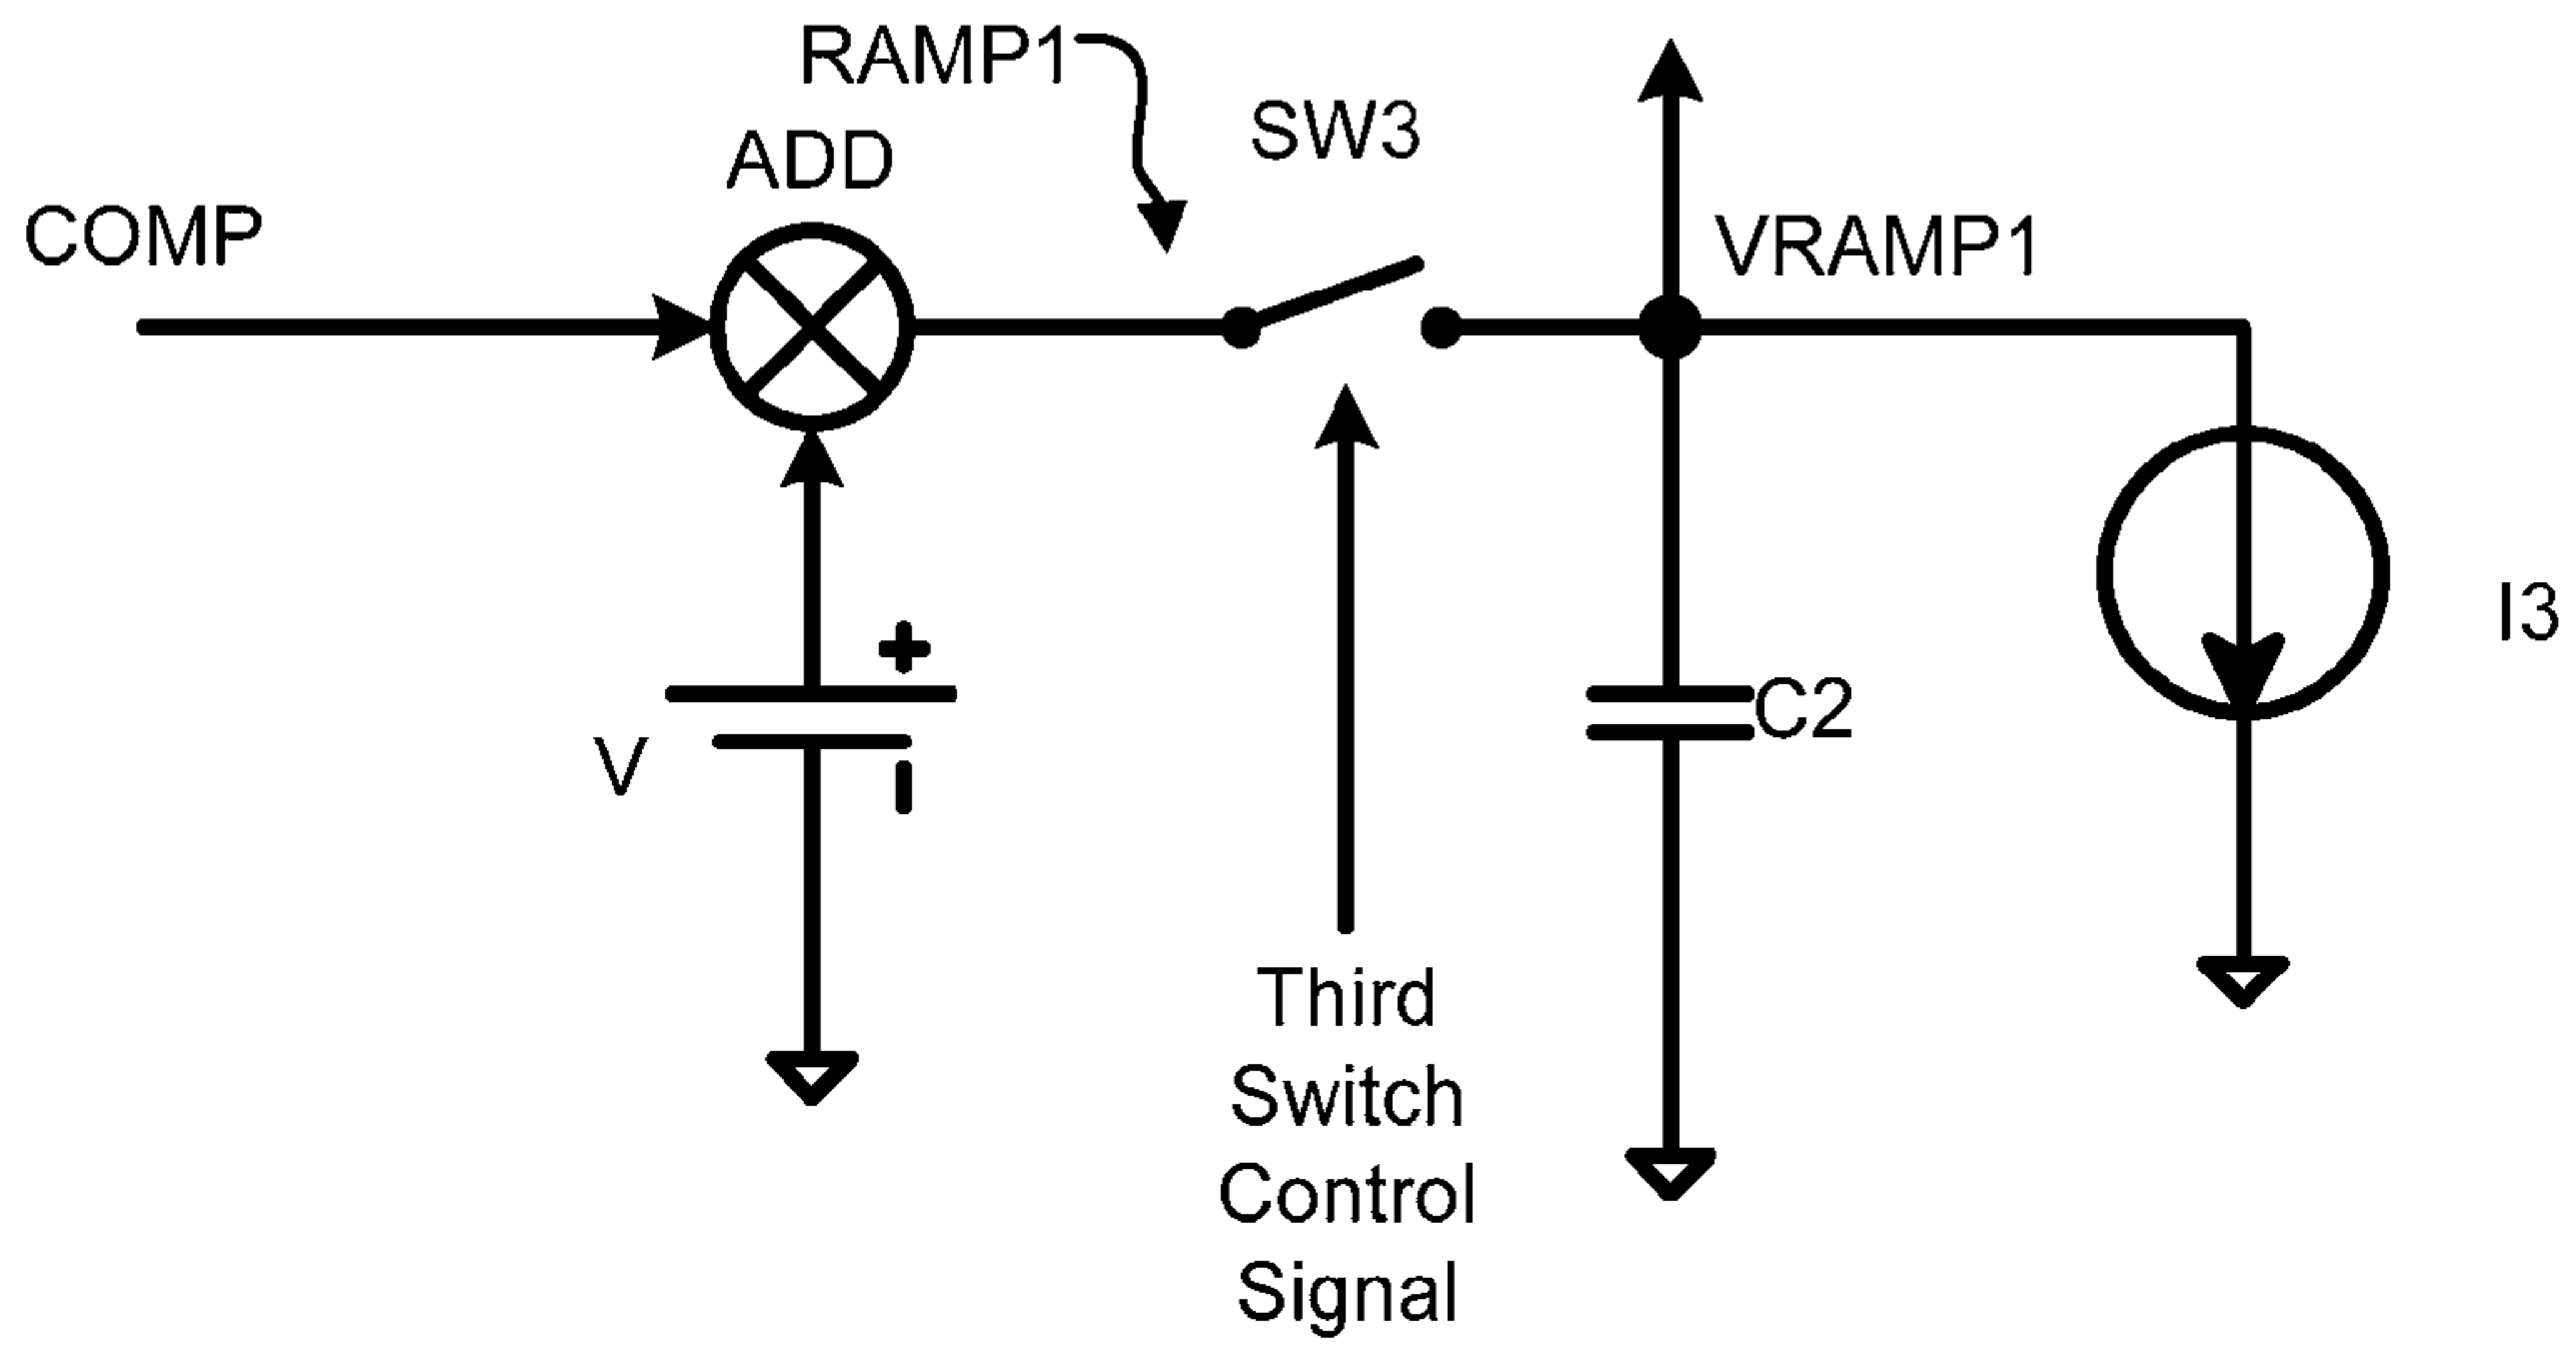 RAMP1
SW3
ADD
COMP
VRAMP1
+
I3
C2
V
Third
Switch
Control
Signal